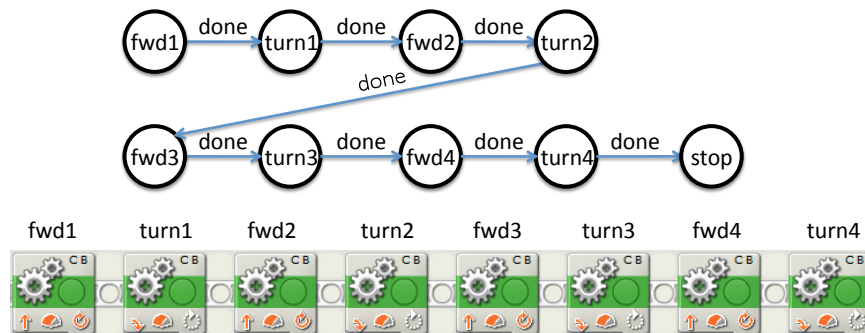 done done done
fwd1 turn1 fwd2 turn2
done
done done done done
fwd3 turn3 fwd4 turn4 stop
fwd1 turn1 fwd2 turn2 fwd3 turn3 fwd4 turn4
C B C B C B C B C B C B C B C B